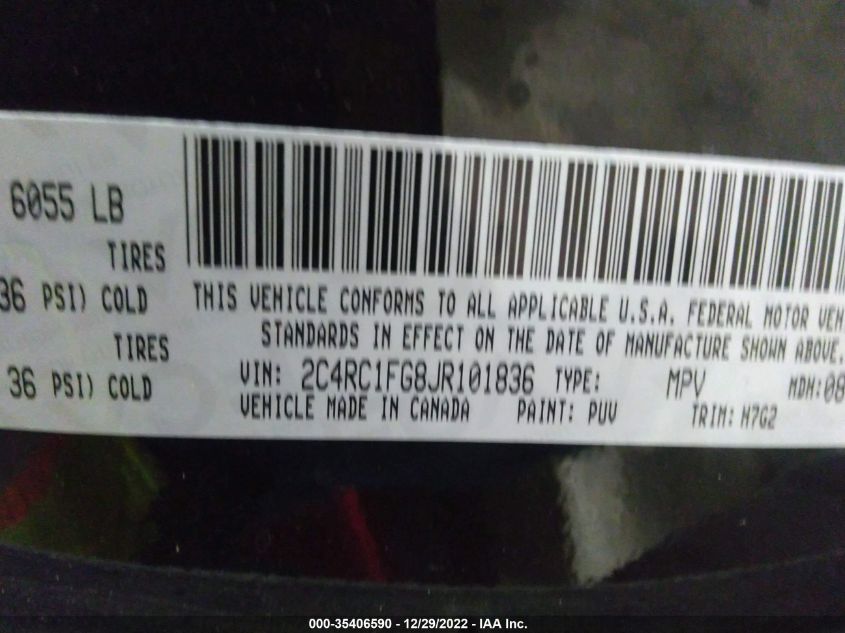 6055 LB
TIRES
36 PSI) COLD
TIRES
36 PSI) COLD
THIS VEHICLE CONFORMS TO ALL APPLICABLE U.S.A. FEDERAL MOTOR VEH
STANDARDS IN EFFECT ON THE DATE OF MANUFACTURE SHOWN ABOVE.
VIN: 2C4RC1FG8JR101836 TYPE: MPV MDH:08
VEHICLE MADE IN CANADA PAINT: PUV TRIM: H7G2
000-35406590 - 12/29/2022 - IAA Inc.